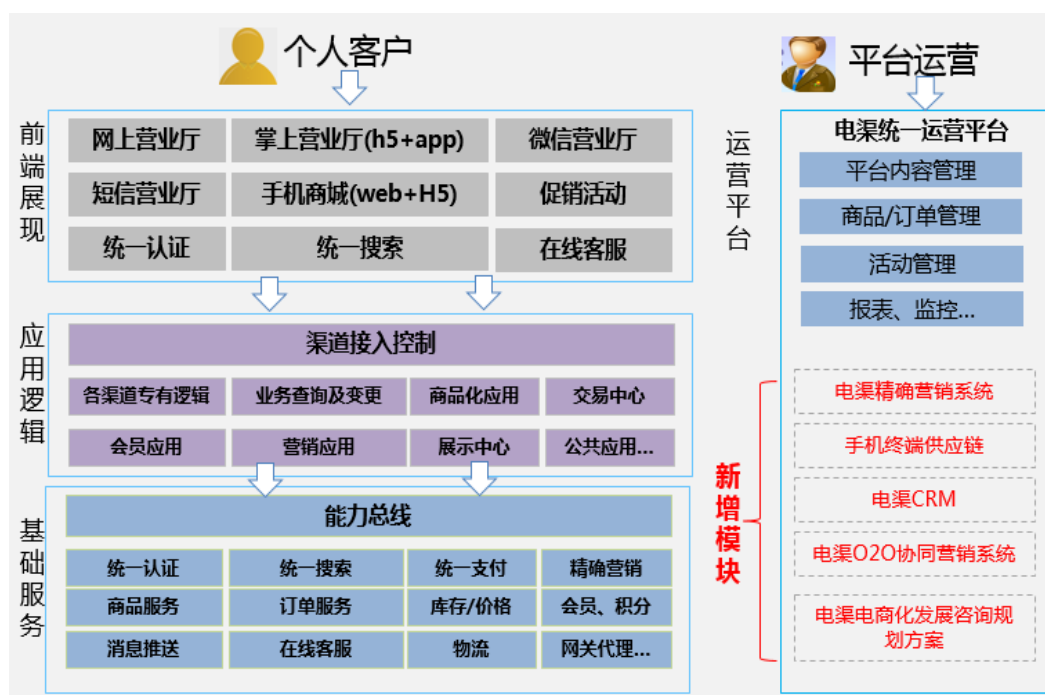 个人客户
前端展现
网上营业厅
掌上营业厅(h5+app)
微信营业厅
短信营业厅
手机商城(web+H5)
促销活动
统一认证
统一搜索
在线客服
应用逻辑
渠道接入控制
各渠道专有逻辑
业务查询及变更
商品化应用
交易中心
会员应用
营销应用
展示中心
公共应用...
基础服务
能力总线
统一认证
统一搜索
统一支付
精确营销
商品服务
订单服务
库存/价格
会员、积分
消息推送
在线客服
物流
网关代理...
平台运营
运营平台
电渠统一运营平台
平台内容管理
商品/订单管理
活动管理
报表、监控...
新增模块
电渠精确营销系统
手机终端供应链
电渠CRM
电渠O2O协同营销系统
电渠电商化发展咨询规
划方案